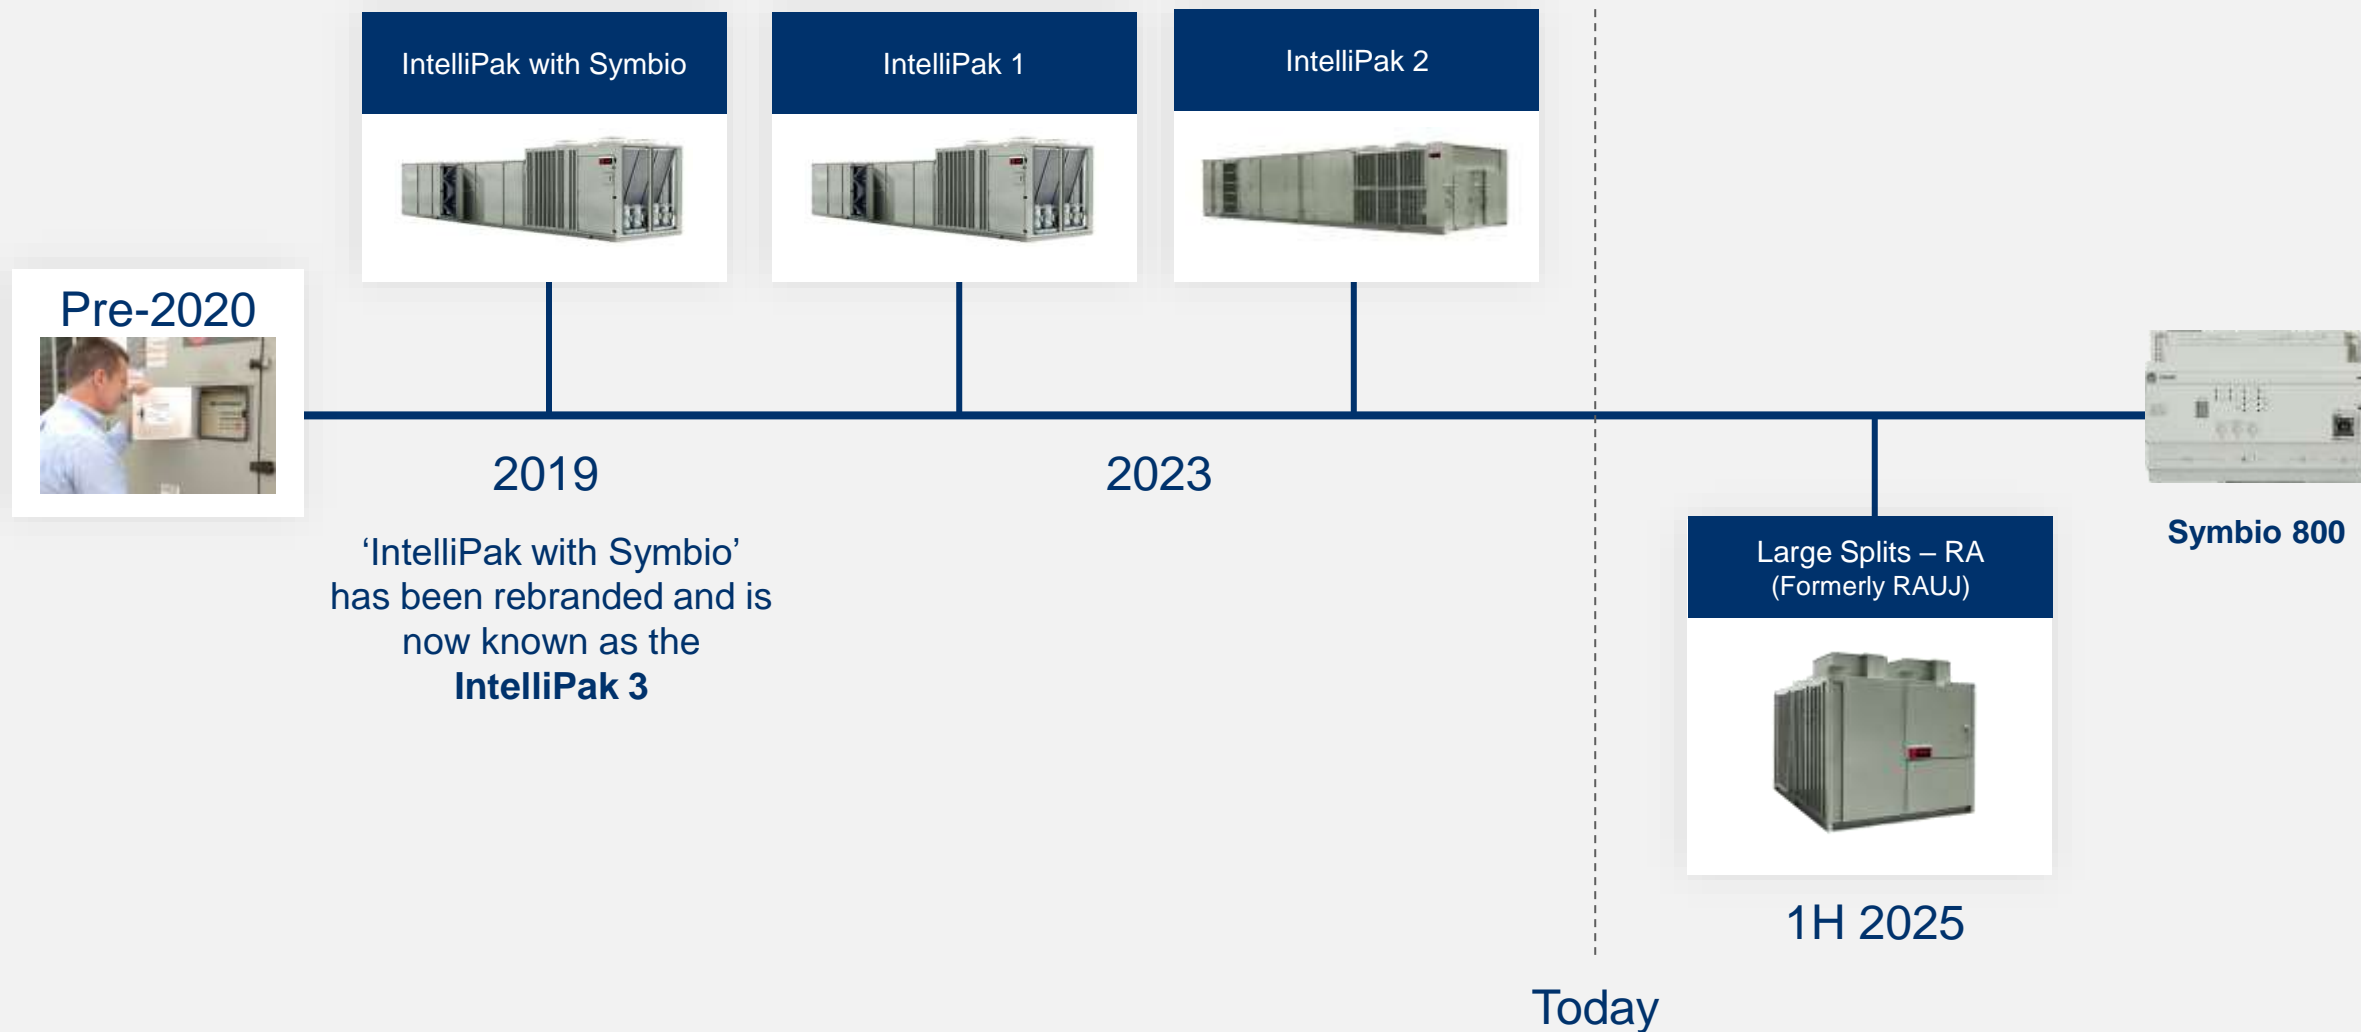 IntelliPak with Symbio
IntelliPak 1
IntelliPak 2
Pre-2020
2019
2023
‘IntelliPak with Symbio’
has been rebranded and is
now known as the
IntelliPak 3
Symbio 800
Large Splits – RA
(Formerly RAUJ)
1H 2025
Today